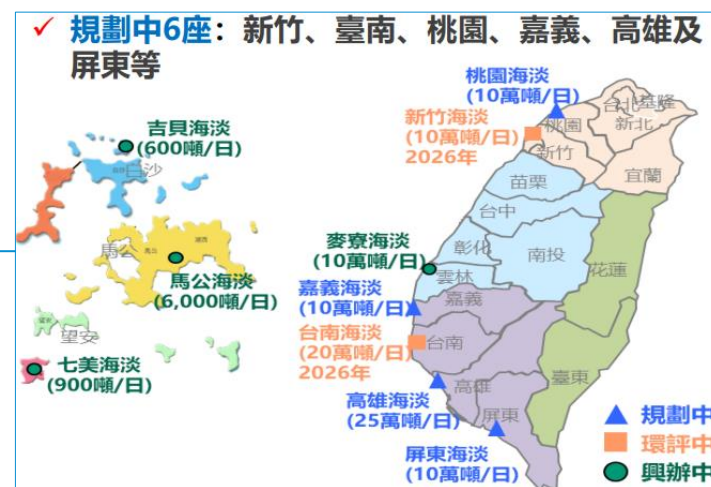 ✓ 規劃中6座：新竹、臺南、桃園、嘉義、高雄及
屏東等
桃園海淡
(10萬噸/日)
新竹海淡
(10萬噸/日)
2026年
台北
基隆
桃園
新北
新竹
宜蘭
苗栗
台中
彰化
南投
花蓮
雲林
嘉義
台南
高雄
屏東
臺東
吉貝海淡
(600噸/日)
白沙
馬公
馬公海淡
(6,000噸/日)
望安
七美海淡
(900噸/日)
麥寮海淡
(10萬噸/日)
嘉義海淡
(10萬噸/日)
台南海淡
(20萬噸/日)
2026年
高雄海淡
(25萬噸/日)
屏東海淡
(10萬噸/日)
規劃中
環評中
興辦中